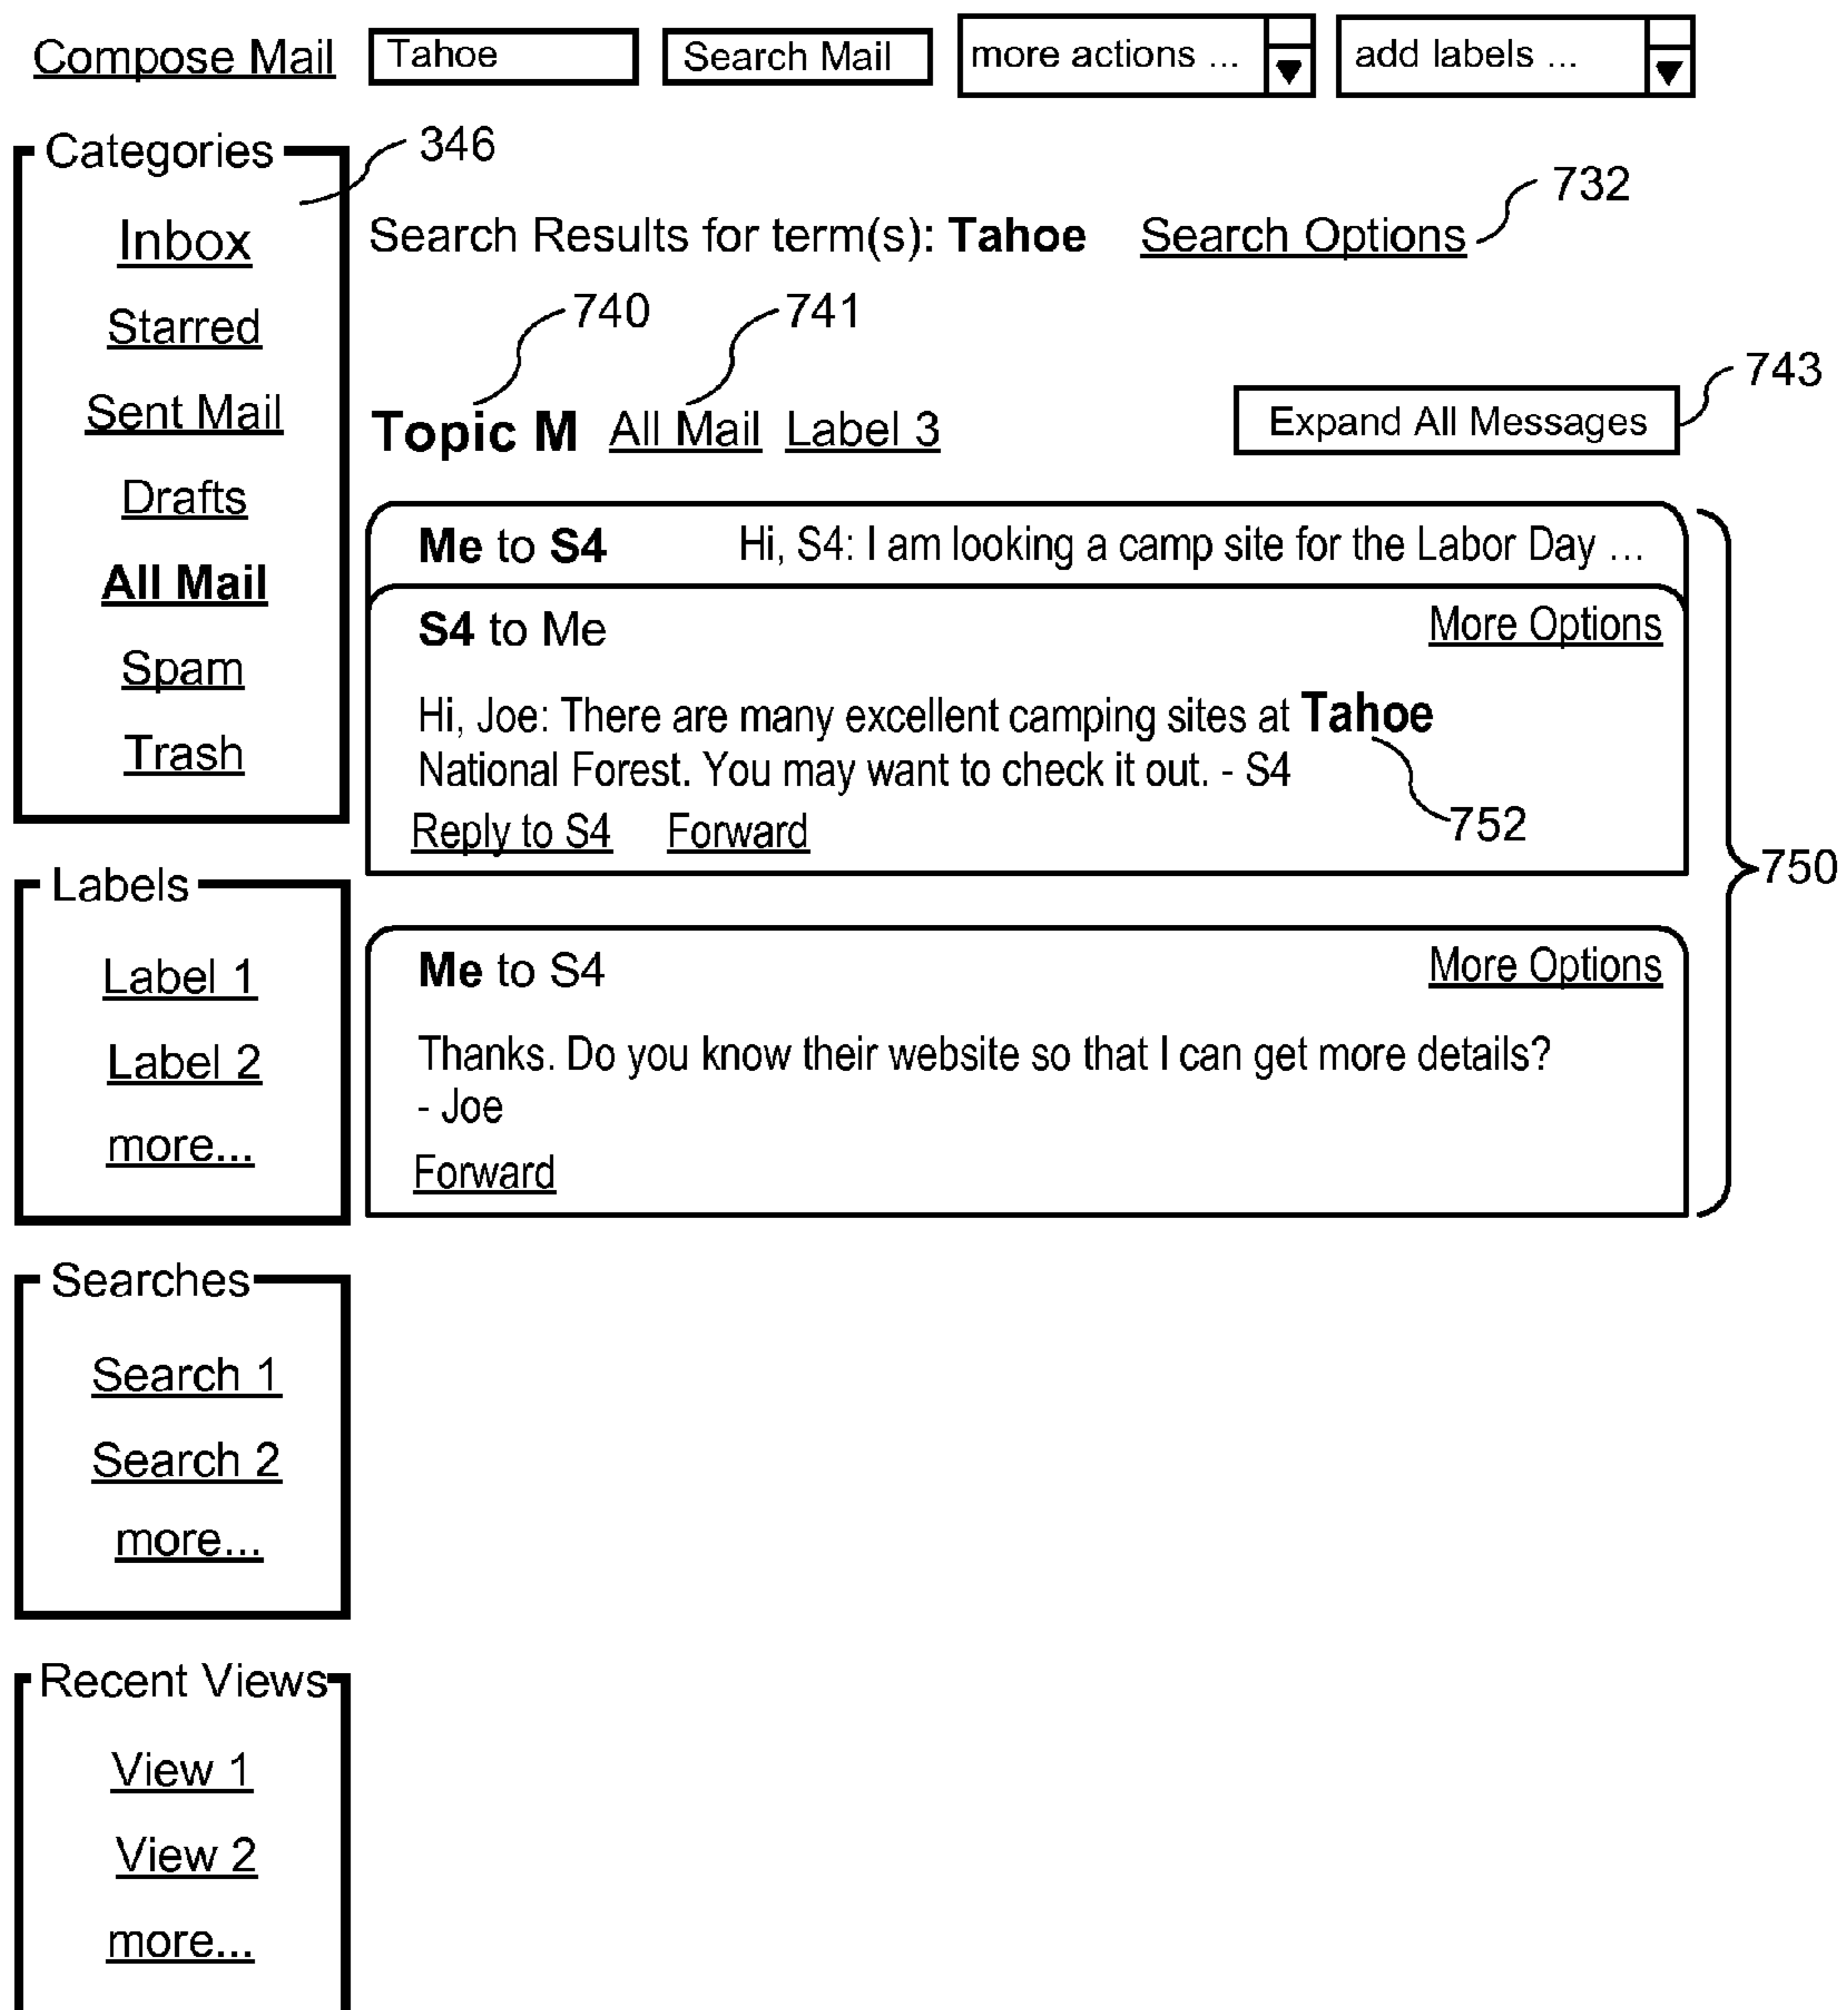 Compose Mail Tahoe Search Mail more actions ... add labels ...
Categories
346
Inbox
Starred
Sent Mail
Drafts
All Mail
Spam
Trash
Labels
Label 1
Label 2
more...
Searches
Search 1
Search 2
more...
Recent Views
View 1
View 2
more...
732
Search Results for term(s): Tahoe Search Options
740 741
743
Topic M All Mail Label 3 Expand All Messages
Me to S4 Hi, S4: I am looking a camp site for the Labor Day ...
S4 to Me More Options
Hi, Joe: There are many excellent camping sites at Tahoe
National Forest. You may want to check it out. - S4
752
Reply to S4 Forward
750
Me to S4 More Options
Thanks. Do you know their website so that I can get more details?
- Joe
Forward